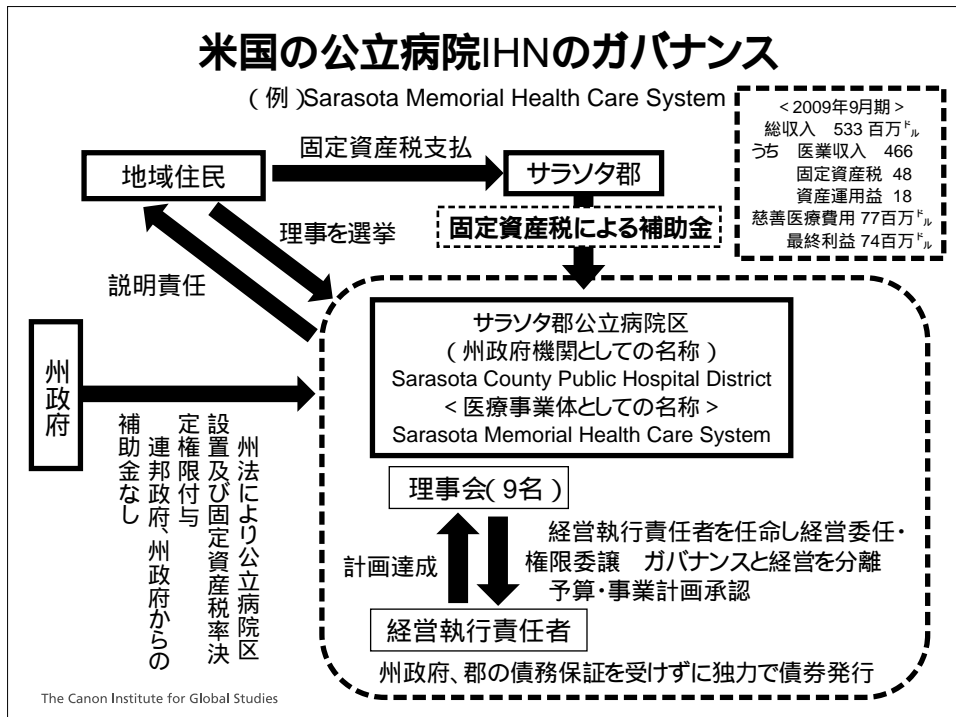 米国の公立病院IHNのガバナンス
(例)Sarasota Memorial Health Care System
<2009年9月期>
総収入 533 百万ドル
うち 医業収入 466
固定資産税 48
資産運用益 18
慈善医療費用 77百万ドル
最終利益 74百万ドル
固定資産税支払
地域住民
サラソタ郡
理事を選挙
固定資産税による補助金
説明責任
サラソタ郡公立病院区
(州政府機関としての名称)
Sarasota County Public Hospital District
<医療事業体としての名称>
Sarasota Memorial Health Care System
州政府
州法により公立病院区
設置及び固定資産税率決
定権限付与
連邦政府、州政府からの
補助金なし
理事会(9名)
計画達成
経営執行責任者を任命し経営委任・
権限委譲 ガバナンスと経営を分離
予算・事業計画承認
経営執行責任者
州政府、郡の債務保証を受けずに独力で債券発行
The Canon Institute for Global Studies